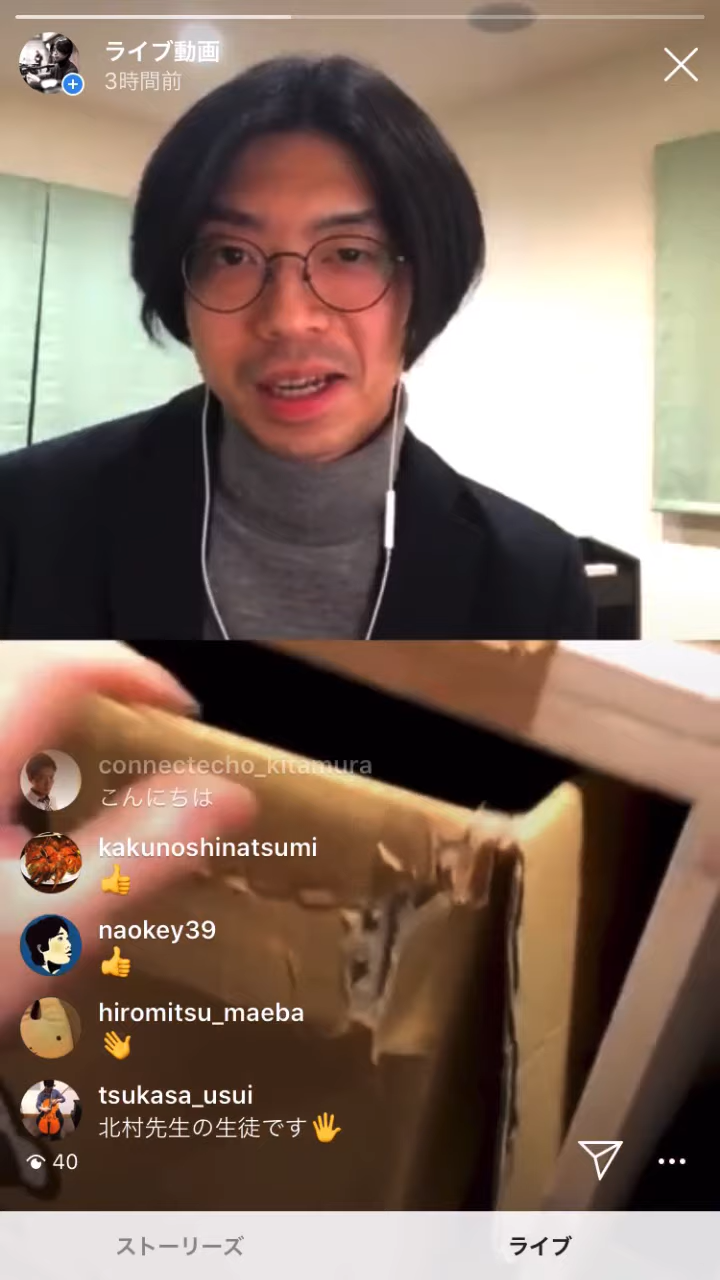 ライブ動画
3時間前
connectecho_kitamura
こんにちは
kakunoshinatsumi
👍
naokey39
👍
hiromitsu_maeba
👋
tsukasa_usui
北村先生の生徒です🖐
40
ストーリーズ
ライブ